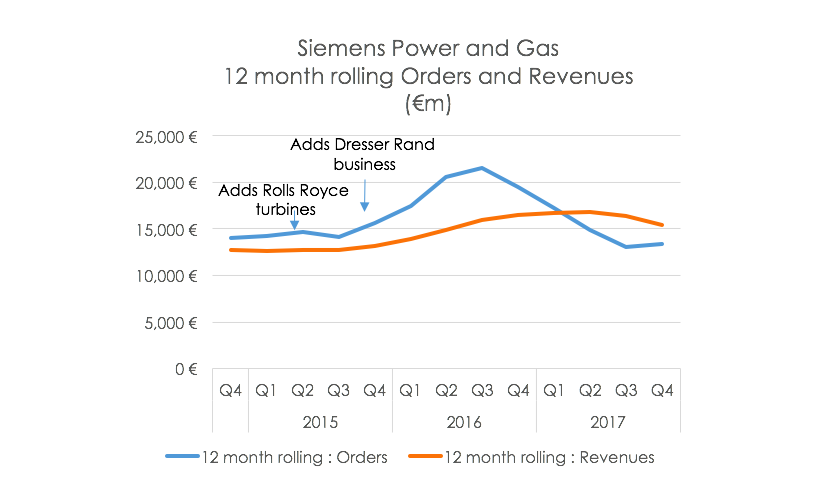 Siemens Power and Gas
12 month rolling Orders and Revenues
(€m)
25,000 €
Adds Dresser Rand
business
20,000 €
Adds Rolls Royce
turbines
15,000 €
10,000 €
5,000 €
0 €
Q4 Q1 Q2 Q3 Q4 Q1 Q2 Q3 Q4 Q1 Q2 Q3 Q4
2015 2016 2017
12 month rolling : Orders 12 month rolling : Revenues